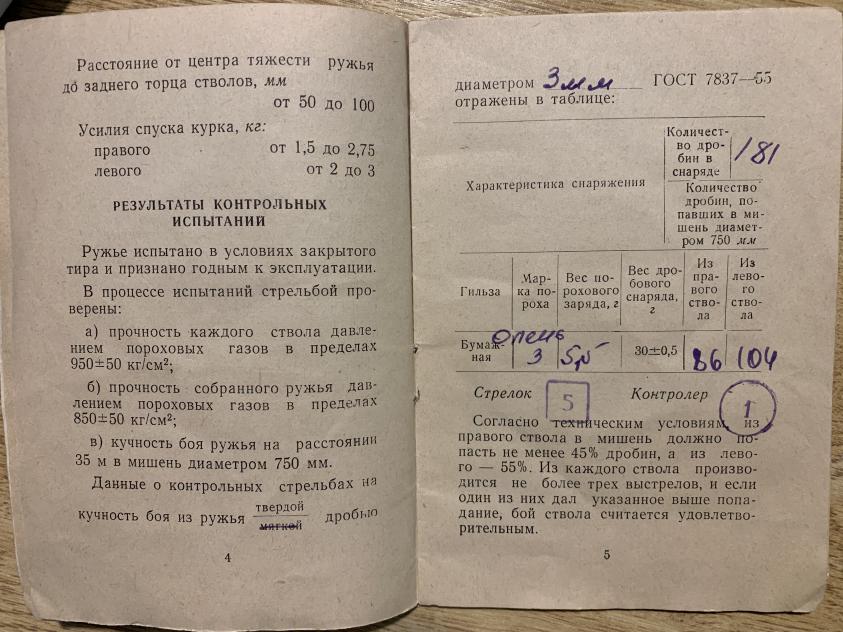 Расстояние от центра тяжести ружья
до заднего торца стволов, мм
от 50 до 100
Усилия спуска курка, кг:
правого от 1,5 до 2,75
левого от 2 до 3
РЕЗУЛЬТАТЫ КОНТРОЛЬНЫХ
ИСПЫТАНИЙ
Ружье испытано в условиях закрытого
тира и признано годным к эксплуатации.
В процессе испытаний стрельбой про-
верены:
а) прочность каждого ствола давле-
нием пороховых газов в пределах
950±50 кг/см²;
б) прочность собранного ружья дав-
лением пороховых газов в пределах
850±50 кг/см²;
в) кучность боя ружья на расстоянии
35 м в мишень диаметром 750 мм.
Данные о контрольных стрельбах на
твердой
кучность боя из ружья дробью
мягкой
4
диаметром 3 мм ГОСТ 7837—55
отражены в таблице:
Характеристика снаряжения
Количест-
во дро-
бин в
снаряде
181
Количество
дробин, по-
павших в ми-
шень диамет-
ром 750 мм
Гильза
Мар-
ка по-
роха
Вес по-
рохового
заряда, г
Вес дро-
бового
снаряда,
г
Из
пра-
вого
ство-
ла
Из
лево-
го
ство-
ла
Бумаж-
ная
3
5,5
30±0,5
86
104
Стрелок 5 Контролер 1
Согласно техническим условиям, из
правого ствола в мишень должно по-
пасть не менее 45% дробин, а из лево-
го — 55%. Из каждого ствола произво-
дится не более трех выстрелов, и если
один из них дал указанное выше попа-
дание, бой ствола считается удовлетво-
рительным.
5